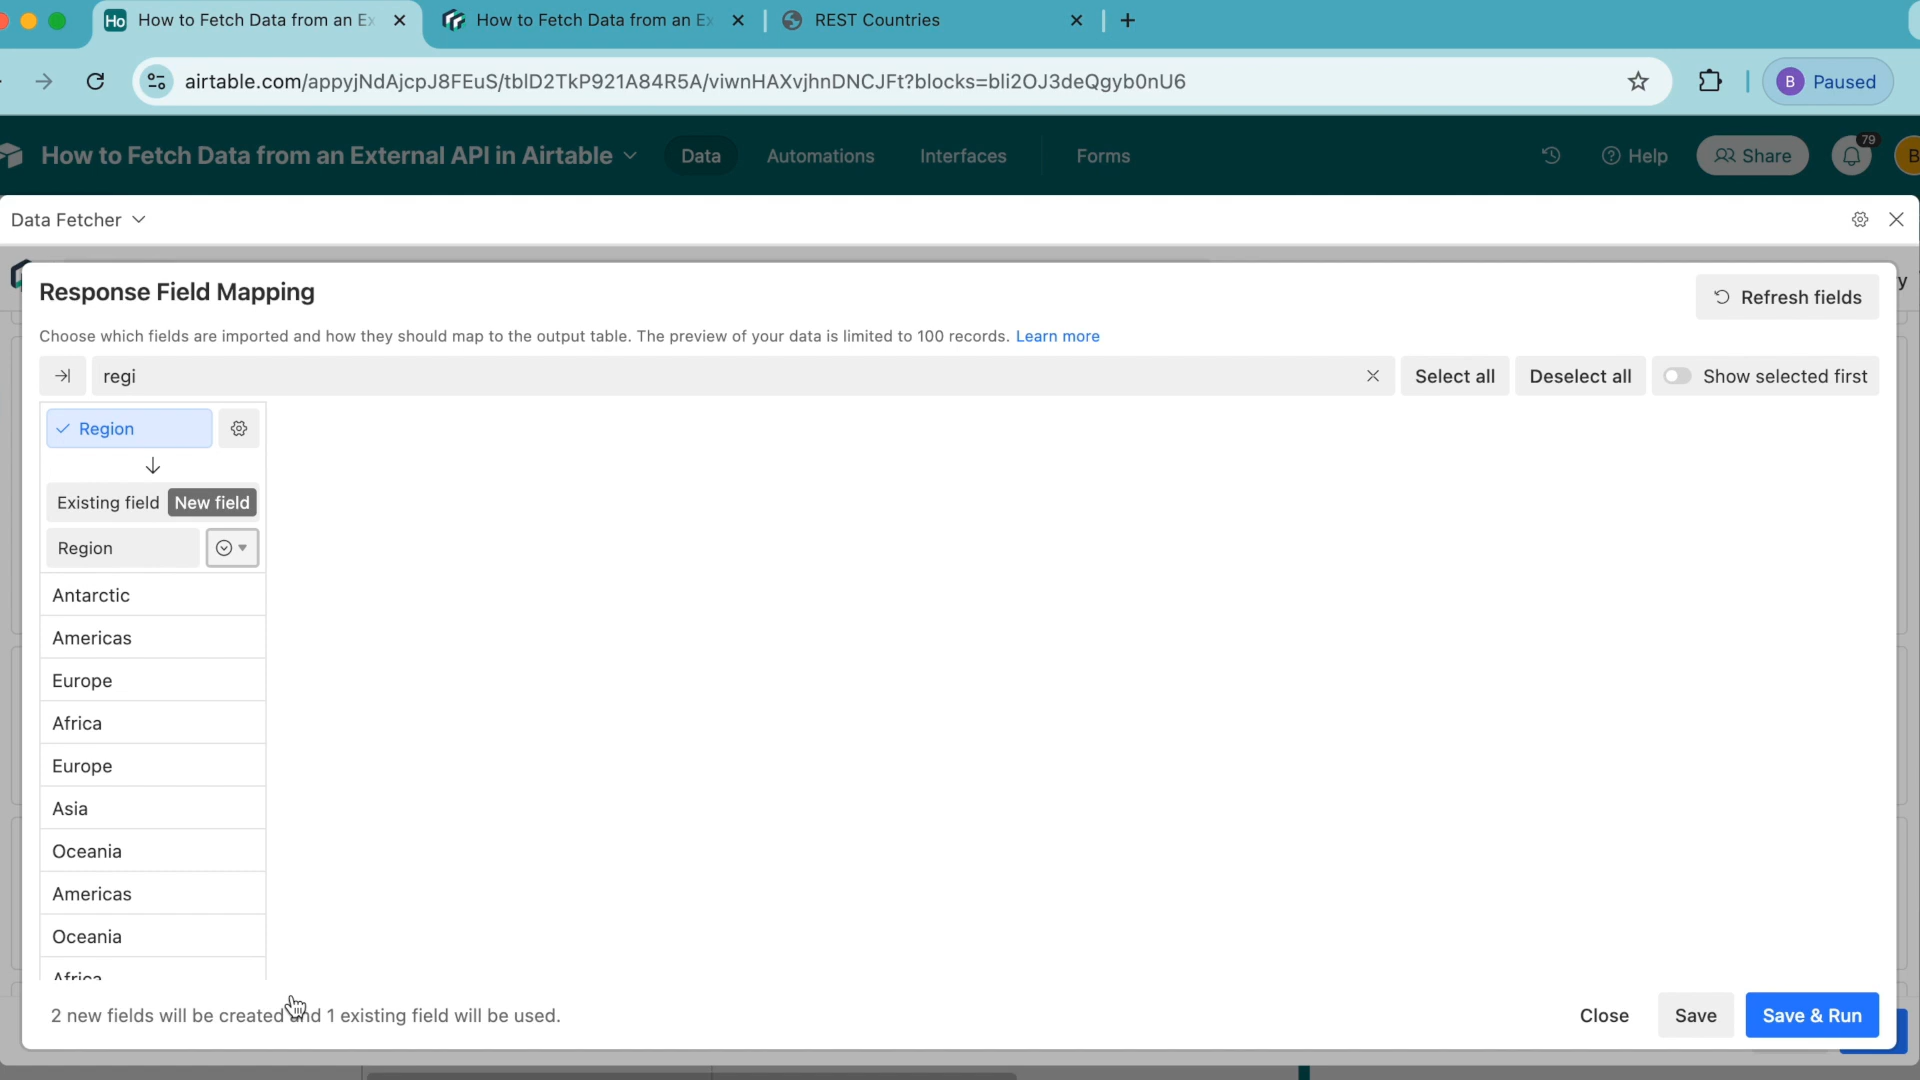 Ho How to Fetch Data from an Ex
How to Fetch Data from an Ex
REST Countries
airtable.com/appyjNdAjcpJ8FEuS/tblD2TkP921A84R5A/viwnHAXvjhnDNCJFt?blocks=bli2OJ3deQgyb0nU6
B Paused
How to Fetch Data from an External API in Airtable
Data
Automations
Interfaces
Forms
Help
Share
79
B
Data Fetcher
y
Response Field Mapping
Refresh fields
Choose which fields are imported and how they should map to the output table. The preview of your data is limited to 100 records. Learn more
regi
Select all
Deselect all
Show selected first
Region
Existing field New field
Region
Antarctic
Americas
Europe
Africa
Europe
Asia
Oceania
Americas
Oceania
Africa
2 new fields will be created and 1 existing field will be used.
Close
Save
Save & Run